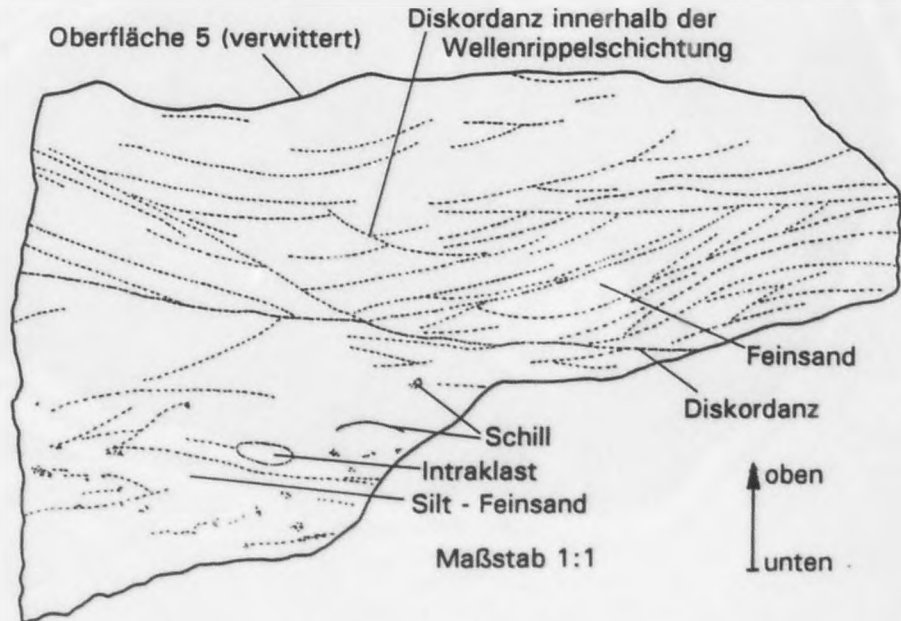 Diskordanz innerhalb der
Wellenrippelschichtung
Oberfläche 5 (verwittert)
Feinsand
Diskordanz
Schill
Intraklast
Silt - Feinsand
oben
Maßstab 1:1
unten